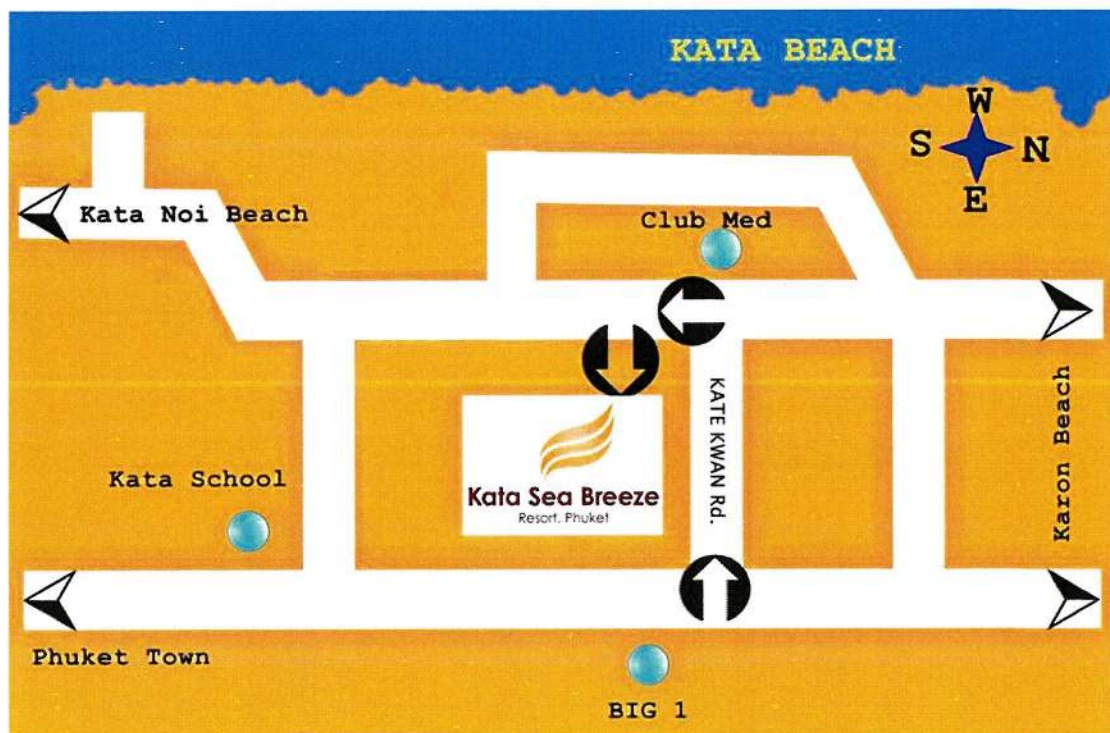 KATA BEACH
W
S N
E
Kata Noi Beach
Club Med
KATE KWAN Rd.
Karon Beach
Kata Sea Breeze
Resort, Phuket
Kata School
Phuket Town
BIG 1